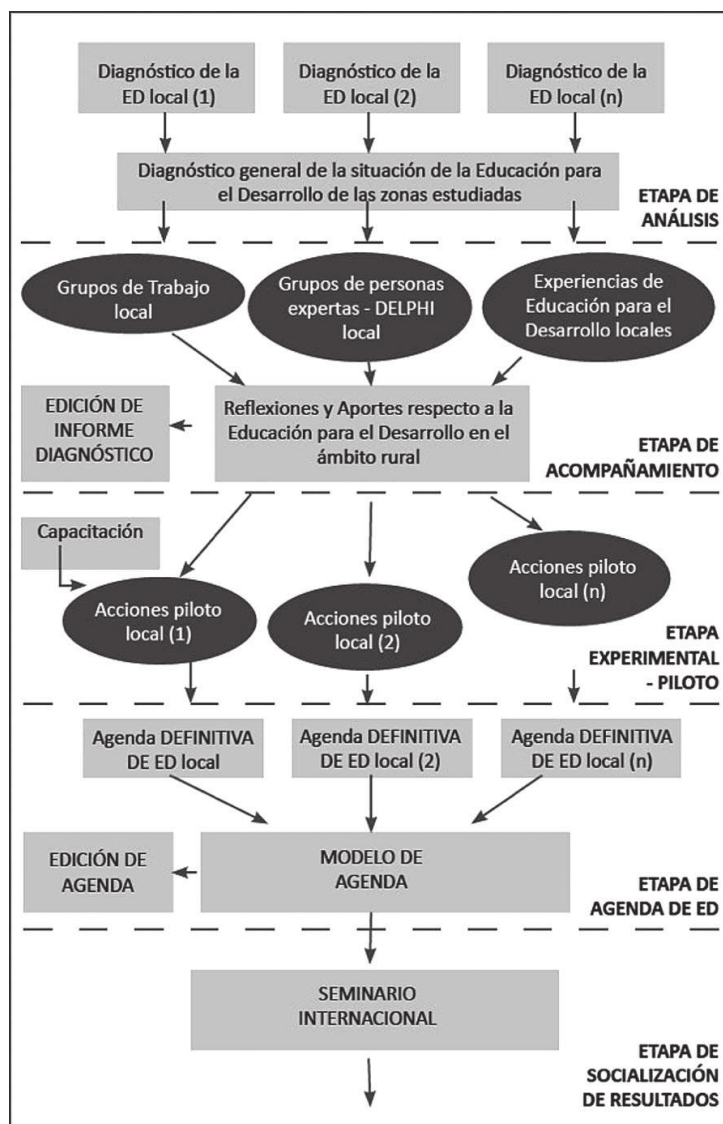 Diagnóstico de la
ED local (1)
Diagnóstico de la
ED local (2)
Diagnóstico de la
ED local (n)
Diagnóstico general de la situación de la Educación para
el Desarrollo de las zonas estudiadas
ETAPA DE
ANÁLISIS
Grupos de Trabajo
local
Grupos de personas
expertas - DELPHI
local
Experiencias de
Educación para el
Desarrollo locales
EDICIÓN DE
INFORME
DIAGNÓSTICO
Reflexiones y Aportes respecto a la
Educación para el Desarrollo en el
ámbito rural
ETAPA DE
ACOMPAÑAMIENTO
Capacitación
Acciones piloto
local (1)
Acciones piloto
local (2)
Acciones piloto
local (n)
ETAPA
EXPERIMENTAL
- PILOTO
Agenda DEFINITIVA
DE ED local
Agenda DEFINITIVA
DE ED local (2)
Agenda DEFINITIVA
DE ED local (n)
EDICIÓN DE
AGENDA
MODELO DE
AGENDA
ETAPA DE
AGENDA DE ED
SEMINARIO
INTERNACIONAL
ETAPA DE
SOCIALIZACIÓN
DE RESULTADOS